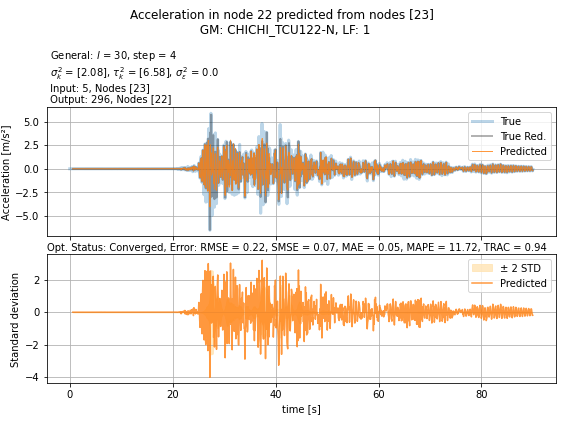 Acceleration in node 22 predicted from nodes [23]
GM: CHICHI_TCU122-N, LF: 1
General: l = 30, step = 4
σ²ₖ = [2.08], τ²ₖ = [6.58], σ²ε = 0.0
Input: 5, Nodes [23]
Output: 296, Nodes [22]
Acceleration [m/s²]
5.0
2.5
0.0
−2.5
−5.0
True
True Red.
Predicted
Opt. Status: Converged, Error: RMSE = 0.22, SMSE = 0.07, MAE = 0.05, MAPE = 11.72, TRAC = 0.94
Standard deviation
2
0
−2
−4
± 2 STD
Predicted
0 20 40 60 80
time [s]